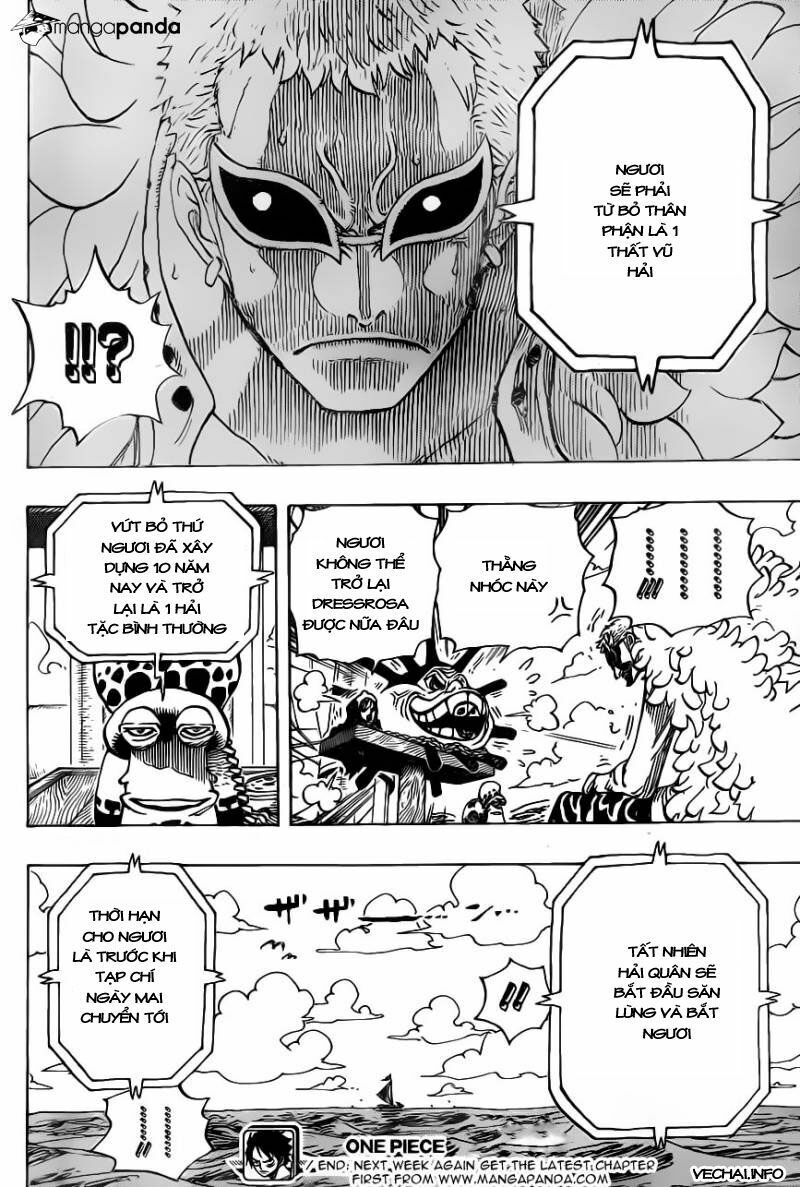 mangapanda
NGƯƠI
SẼ PHẢI
TỪ BỎ THÂN
PHẬN LÀ 1
THẤT VŨ
HẢI
!!?
THẰNG
NHÓC NÀY
NGƯƠI
KHÔNG THỂ
TRỞ LẠI
DRESSROSA
ĐƯỢC NỮA ĐÂU
VỨT BỎ THỨ
NGƯƠI ĐÃ XÂY
DỰNG 10 NĂM
NAY VÀ TRỞ
LẠI LÀ 1 HẢI
TẶC BÌNH THƯỜNG
TẤT NHIÊN
HẢI QUÂN SẼ
BẮT ĐẦU SĂN
LÙNG VÀ BẮT
NGƯƠI
!!
ザザ
THỜI HẠN
CHO NGƯƠI
LÀ TRƯỚC KHI
TẠP CHÍ
NGÀY MAI
CHUYỂN TỚI
ONE PIECE
/ END: NEXT WEEK AGAIN GET THE LATEST CHAPTER
FIRST FROM WWW.MANGAPANDA.COM
VECHAI.INFO